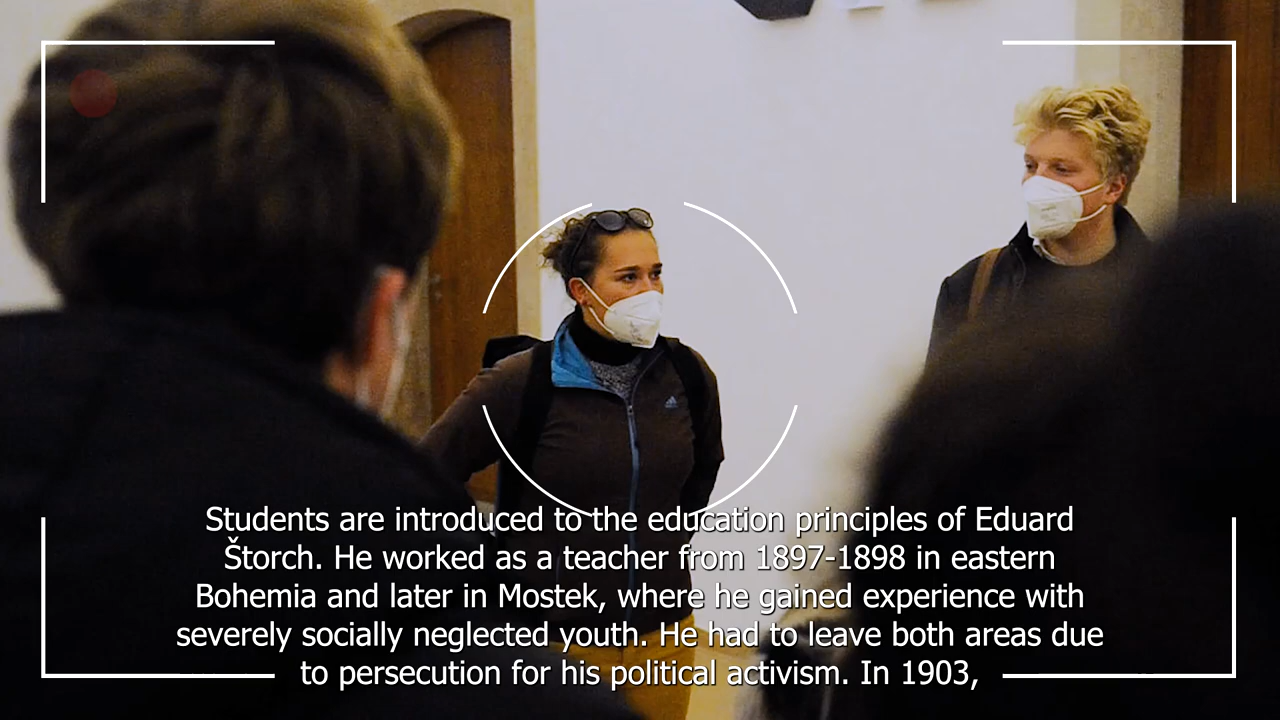 Students are introduced to the education principles of Eduard
Štorch. He worked as a teacher from 1897-1898 in eastern
Bohemia and later in Mostek, where he gained experience with
severely socially neglected youth. He had to leave both areas due
to persecution for his political activism. In 1903,